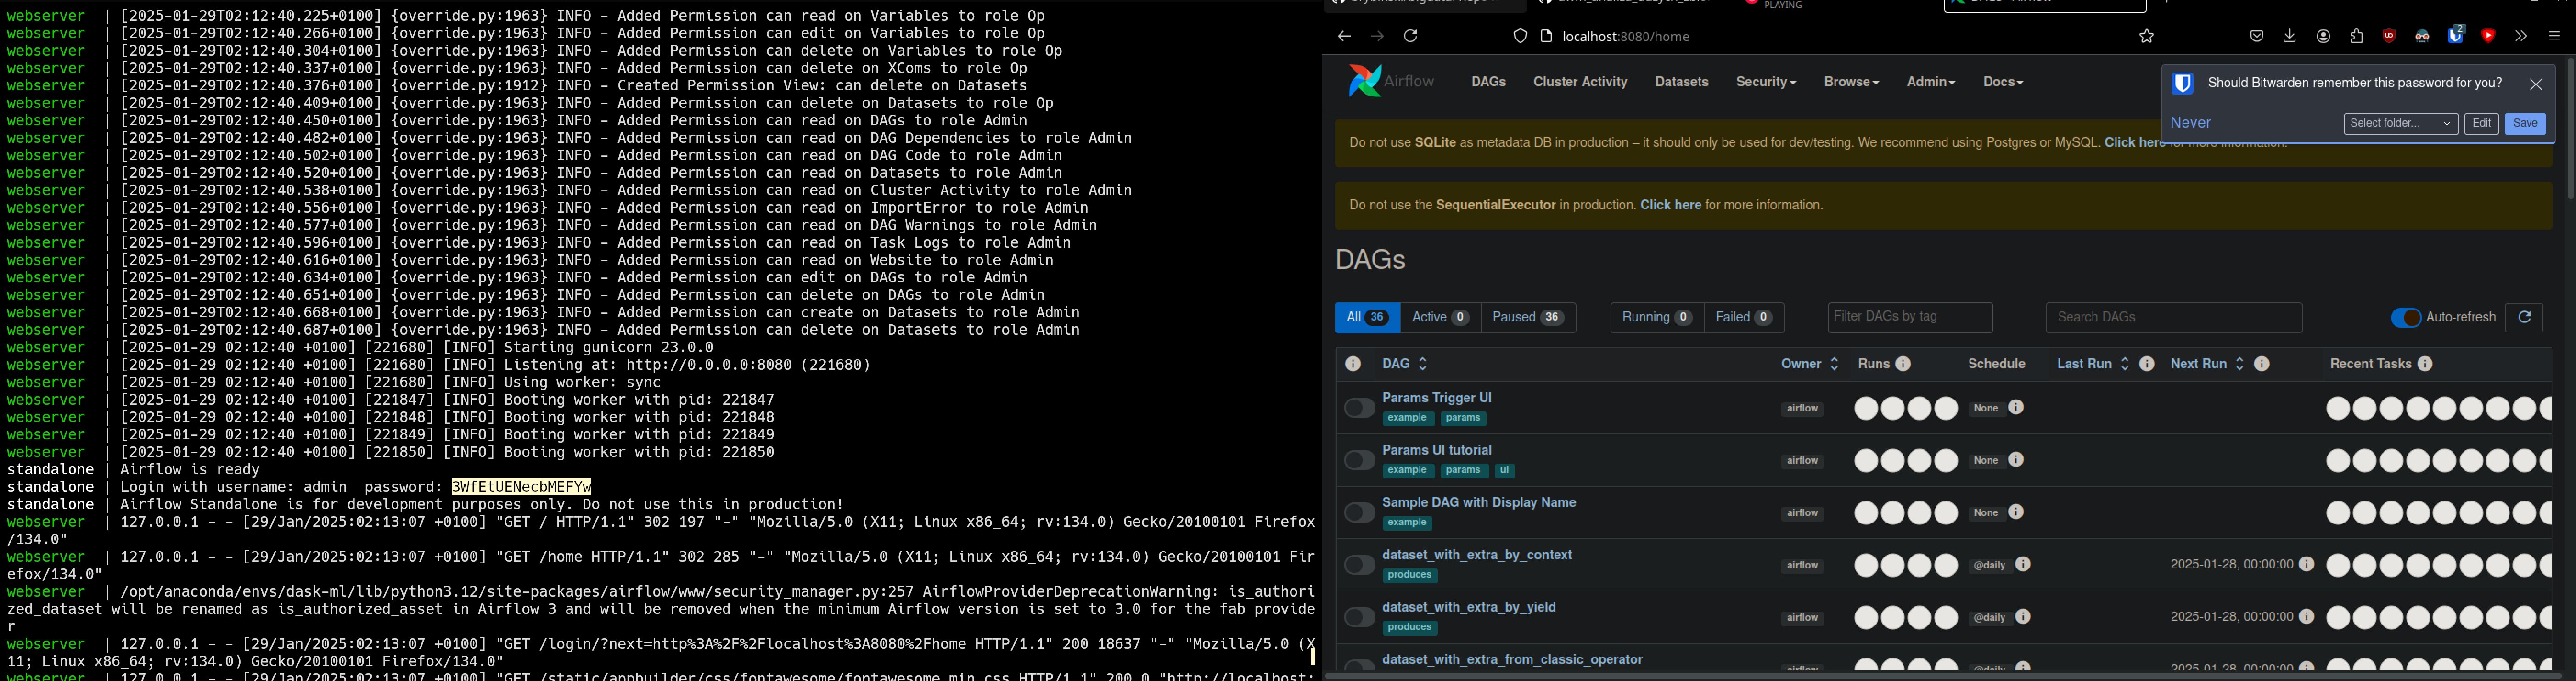 webserver | [2025-01-29T02:12:40.225+0100] {override.py:1963} INFO - Added Permission can read on Variables to role Op
webserver | [2025-01-29T02:12:40.266+0100] {override.py:1963} INFO - Added Permission can edit on Variables to role Op
webserver | [2025-01-29T02:12:40.304+0100] {override.py:1963} INFO - Added Permission can delete on Variables to role Op
webserver | [2025-01-29T02:12:40.337+0100] {override.py:1963} INFO - Added Permission can delete on XComs to role Op
webserver | [2025-01-29T02:12:40.376+0100] {override.py:1912} INFO - Created Permission View: can delete on Datasets
webserver | [2025-01-29T02:12:40.409+0100] {override.py:1963} INFO - Added Permission can delete on Datasets to role Op
webserver | [2025-01-29T02:12:40.450+0100] {override.py:1963} INFO - Added Permission can read on DAGs to role Admin
webserver | [2025-01-29T02:12:40.482+0100] {override.py:1963} INFO - Added Permission can read on DAG Dependencies to role Admin
webserver | [2025-01-29T02:12:40.502+0100] {override.py:1963} INFO - Added Permission can read on DAG Code to role Admin
webserver | [2025-01-29T02:12:40.520+0100] {override.py:1963} INFO - Added Permission can read on Datasets to role Admin
webserver | [2025-01-29T02:12:40.538+0100] {override.py:1963} INFO - Added Permission can read on Cluster Activity to role Admin
webserver | [2025-01-29T02:12:40.556+0100] {override.py:1963} INFO - Added Permission can read on ImportError to role Admin
webserver | [2025-01-29T02:12:40.577+0100] {override.py:1963} INFO - Added Permission can read on DAG Warnings to role Admin
webserver | [2025-01-29T02:12:40.596+0100] {override.py:1963} INFO - Added Permission can read on Task Logs to role Admin
webserver | [2025-01-29T02:12:40.616+0100] {override.py:1963} INFO - Added Permission can read on Website to role Admin
webserver | [2025-01-29T02:12:40.634+0100] {override.py:1963} INFO - Added Permission can edit on DAGs to role Admin
webserver | [2025-01-29T02:12:40.651+0100] {override.py:1963} INFO - Added Permission can delete on DAGs to role Admin
webserver | [2025-01-29T02:12:40.668+0100] {override.py:1963} INFO - Added Permission can create on Datasets to role Admin
webserver | [2025-01-29T02:12:40.687+0100] {override.py:1963} INFO - Added Permission can delete on Datasets to role Admin
webserver | [2025-01-29 02:12:40 +0100] [221680] [INFO] Starting gunicorn 23.0.0
webserver | [2025-01-29 02:12:40 +0100] [221680] [INFO] Listening at: http://0.0.0.0:8080 (221680)
webserver | [2025-01-29 02:12:40 +0100] [221680] [INFO] Using worker: sync
webserver | [2025-01-29 02:12:40 +0100] [221847] [INFO] Booting worker with pid: 221847
webserver | [2025-01-29 02:12:40 +0100] [221848] [INFO] Booting worker with pid: 221848
webserver | [2025-01-29 02:12:40 +0100] [221849] [INFO] Booting worker with pid: 221849
webserver | [2025-01-29 02:12:40 +0100] [221850] [INFO] Booting worker with pid: 221850
standalone | Airflow is ready
standalone | Login with username: admin password: 3WfEtUENecbMEFYw
standalone | Airflow Standalone is for development purposes only. Do not use this in production!
webserver | 127.0.0.1 - - [29/Jan/2025:02:13:07 +0100] "GET / HTTP/1.1" 302 197 "-" "Mozilla/5.0 (X11; Linux x86_64; rv:134.0) Gecko/20100101 Firefox
/134.0"
webserver | 127.0.0.1 - - [29/Jan/2025:02:13:07 +0100] "GET /home HTTP/1.1" 302 285 "-" "Mozilla/5.0 (X11; Linux x86_64; rv:134.0) Gecko/20100101 Fir
efox/134.0"
webserver | /opt/anaconda/envs/dask-ml/lib/python3.12/site-packages/airflow/www/security_manager.py:257 AirflowProviderDeprecationWarning: is_authori
zed_dataset will be renamed as is_authorized_asset in Airflow 3 and will be removed when the minimum Airflow version is set to 3.0 for the fab provide
r
webserver | 127.0.0.1 - - [29/Jan/2025:02:13:07 +0100] "GET /login/?next=http%3A%2F%2Flocalhost%3A8080%2Fhome HTTP/1.1" 200 18637 "-" "Mozilla/5.0 (X
11; Linux x86_64; rv:134.0) Gecko/20100101 Firefox/134.0"
webserver | 127.0.0.1 - - [29/Jan/2025:02:13:07 +0100] "GET /static/appbuilder/css/fontawesome/fontawesome.min.css HTTP/1.1" 200 0 "http://localhost:
PLAYING
localhost:8080/home
2
Airflow DAGs Cluster Activity Datasets Security Browse Admin Docs
Should Bitwarden remember this password for you?
Never Select folder... Edit Save
Do not use SQLite as metadata DB in production – it should only be used for dev/testing. We recommend using Postgres or MySQL. Click here for more information.
Do not use the SequentialExecutor in production. Click here for more information.
DAGs
All 36 Active 0 Paused 36 Running 0 Failed 0 Filter DAGs by tag Search DAGs Auto-refresh
DAG Owner Runs Schedule Last Run Next Run Recent Tasks
Params Trigger UI airflow None
example params
Params UI tutorial airflow None
example params ui
Sample DAG with Display Name airflow None
example
dataset_with_extra_by_context airflow @daily 2025-01-28, 00:00:00
produces
dataset_with_extra_by_yield airflow @daily 2025-01-28, 00:00:00
produces
dataset_with_extra_from_classic_operator airflow @daily 2025-01-28, 00:00:00